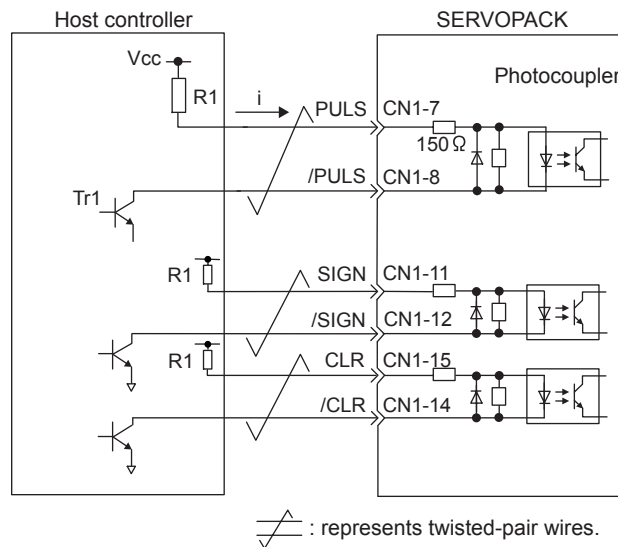 Host controller
SERVOPACK
Vcc
Photocoupler
R1
i
PULS
CN1-7
150 Ω
Tr1
/PULS
CN1-8
R1
SIGN
CN1-11
/SIGN
CN1-12
R1
CLR
CN1-15
/CLR
CN1-14
: represents twisted-pair wires.